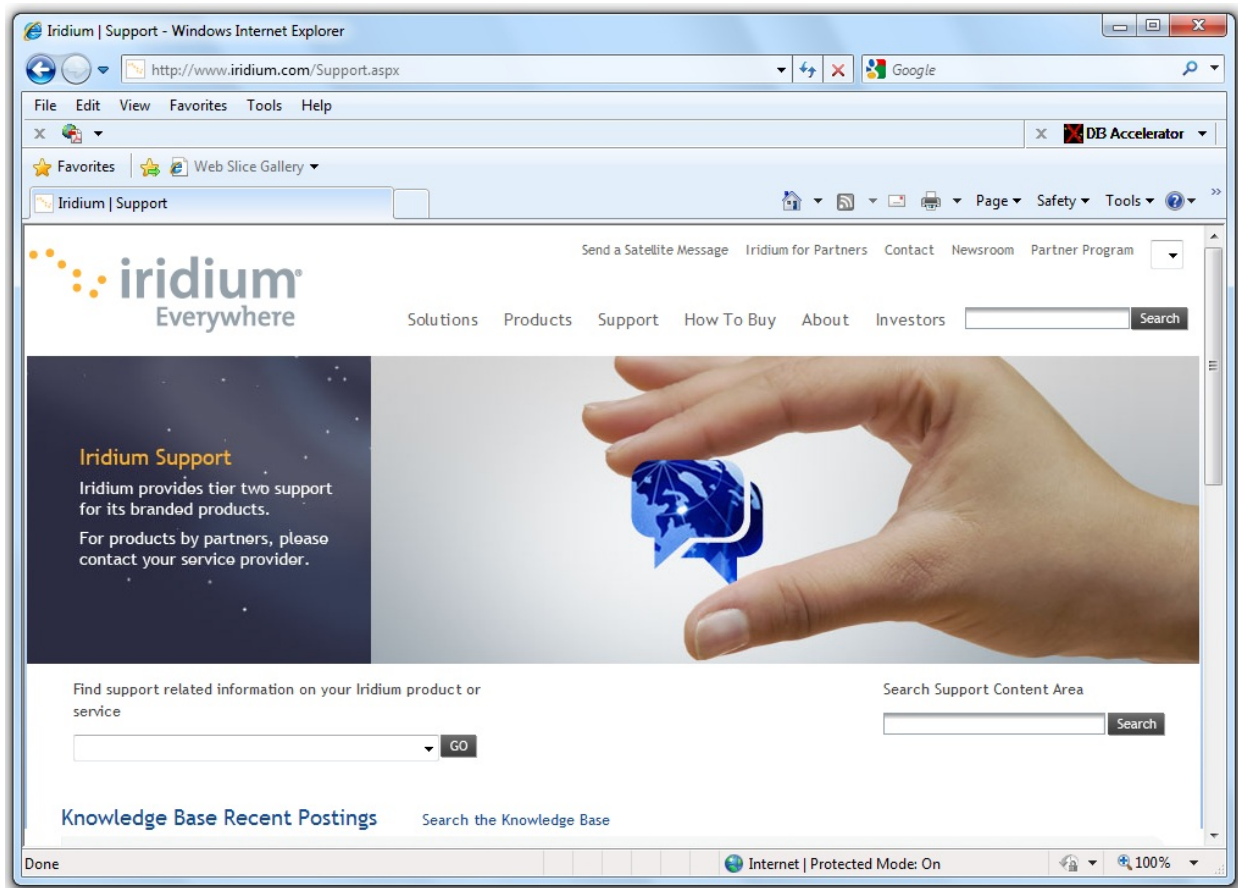 Iridium | Support - Windows Internet Explorer
http://www.iridium.com/Support.aspx
Google
File Edit View Favorites Tools Help
x
x DB Accelerator
Favorites Web Slice Gallery
Iridium | Support
Page Safety Tools
Send a Satellite Message Iridium for Partners Contact Newsroom Partner Program
iridium
Everywhere
Solutions Products Support How To Buy About Investors Search
Iridium Support
Iridium provides tier two support
for its branded products.
For products by partners, please
contact your service provider.
Find support related information on your Iridium product or
service
GO
Search Support Content Area
Search
Knowledge Base Recent Postings Search the Knowledge Base
Done Internet | Protected Mode: On 100%